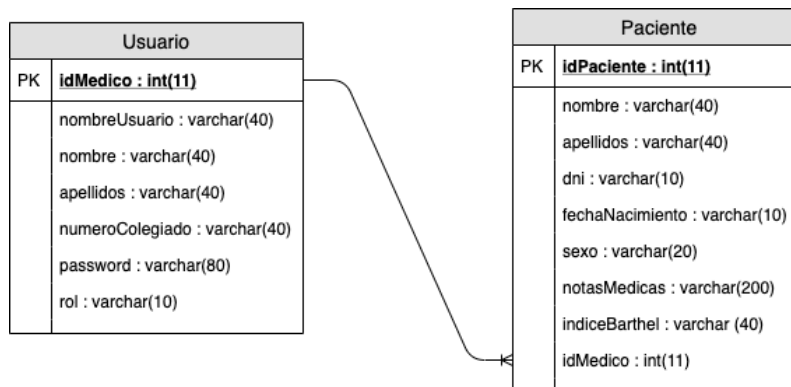 Usuario
PK idMedico : int(11)
nombreUsuario : varchar(40)
nombre : varchar(40)
apellidos : varchar(40)
numeroColegiado : varchar(40)
password : varchar(80)
rol : varchar(10)
Paciente
PK idPaciente : int(11)
nombre : varchar(40)
apellidos : varchar(40)
dni : varchar(10)
fechaNacimiento : varchar(10)
sexo : varchar(20)
notasMedicas : varchar(200)
indiceBarthel : varchar (40)
idMedico : int(11)